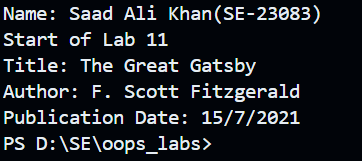 Name: Saad Ali Khan(SE-23083)
Start of Lab 11
Title: The Great Gatsby
Author: F. Scott Fitzgerald
Publication Date: 15/7/2021
PS D:\SE\oops_labs>